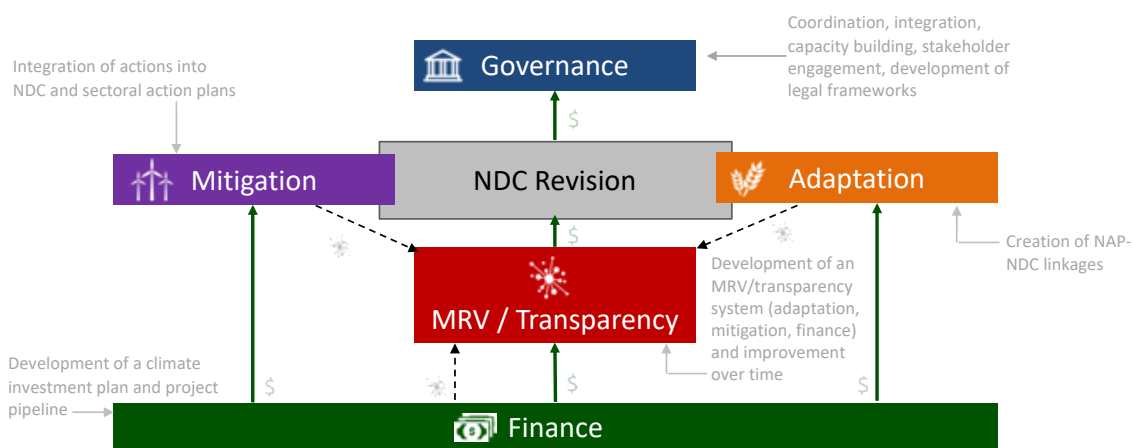 Coordination, integration,
capacity building, stakeholder
engagement, development of
legal frameworks
Governance
Integration of actions into
NDC and sectoral action plans
$
Mitigation
NDC Revision
Adaptation
$
Creation of NAP-
NDC linkages
MRV / Transparency
Development of an
MRV/transparency
system (adaptation,
mitigation, finance)
and improvement
over time
Development of a climate
investment plan and project
pipeline
$
$
$
Finance